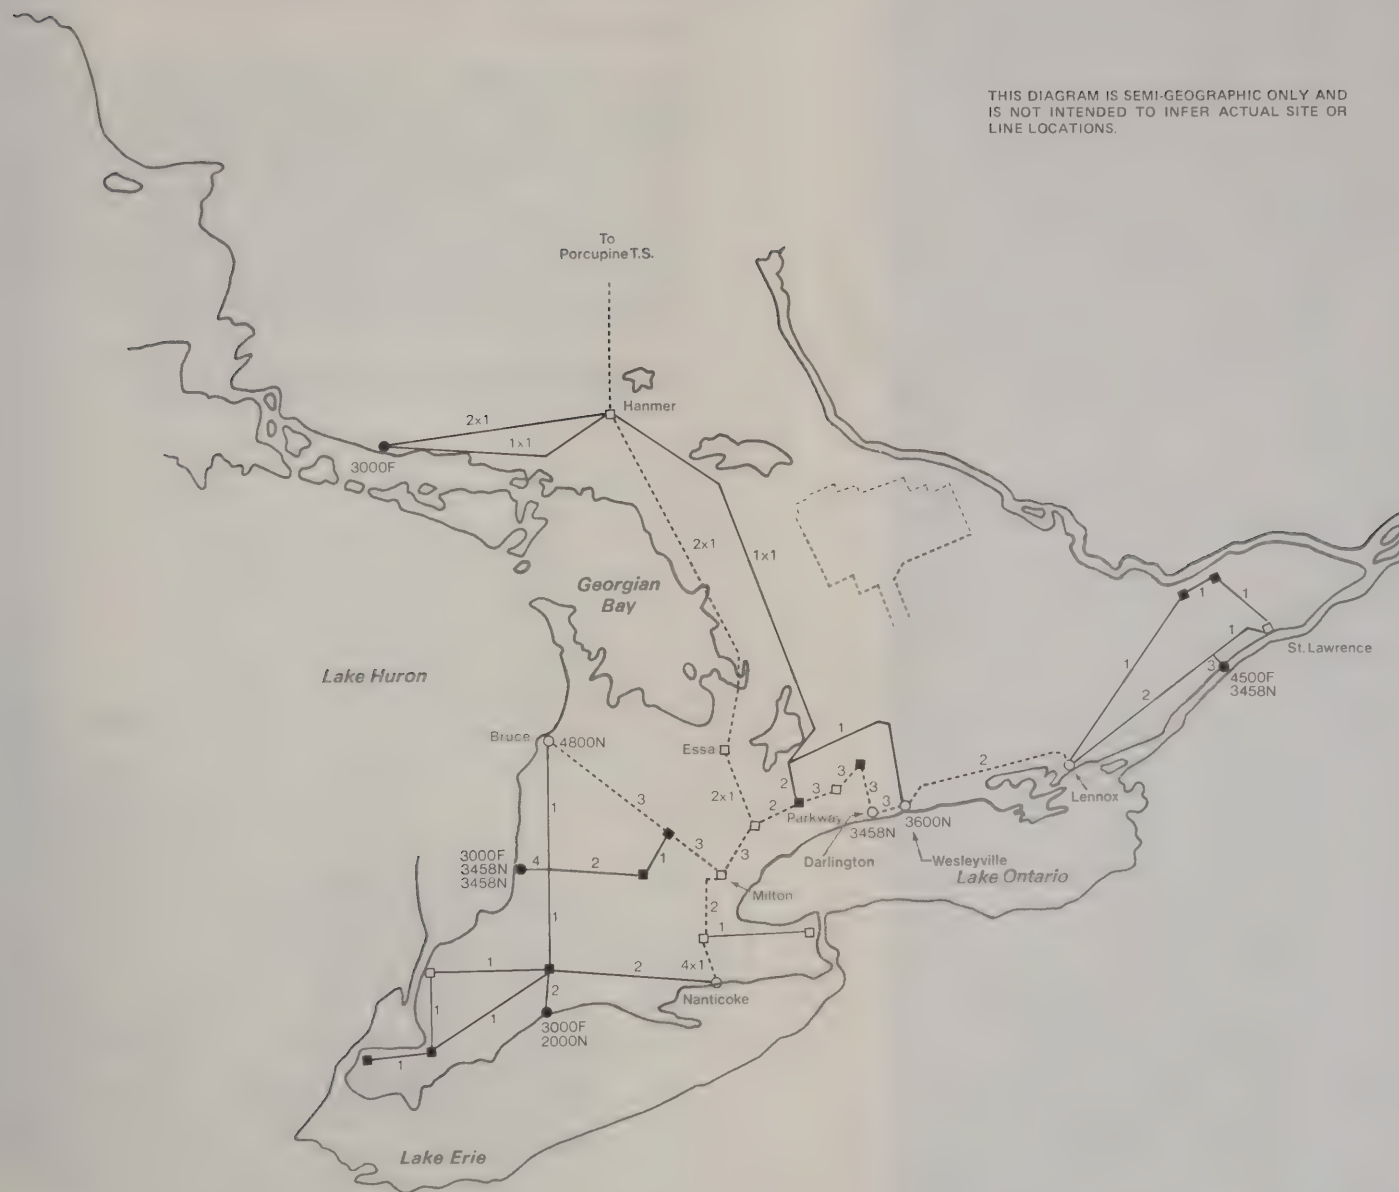 THIS DIAGRAM IS SEMI-GEOGRAPHIC ONLY AND
IS NOT INTENDED TO INFER ACTUAL SITE OR
LINE LOCATIONS.
To
Porcupine T.S.
Hanmer
2x1
1x1
3000F
2x1
1x1
Georgian
Bay
1
1
1
St. Lawrence
3
4500F
3458N
1
2
Lake Huron
Bruce
4800N
Essa
1
2
Lennox
3
3
2
3
3
2x1
2
Parkway
3458N
3600N
Darlington
Wesleyville
Lake Ontario
3
1
3000F
3458N
3458N
4
2
1
3
3
Milton
2
1
1
1
2
4x1
Nanticoke
2
1
1
3000F
2000N
1
Lake Erie